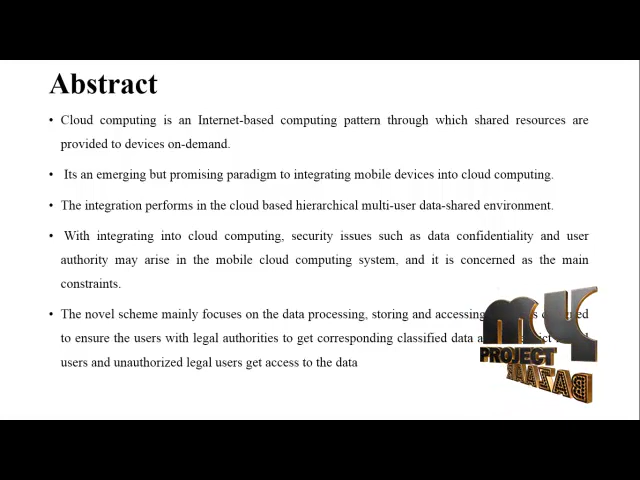 Abstract
• Cloud computing is an Internet-based computing pattern through which shared resources are
provided to devices on-demand.
• Its an emerging but promising paradigm to integrating mobile devices into cloud computing.
• The integration performs in the cloud based hierarchical multi-user data-shared environment.
• With integrating into cloud computing, security issues such as data confidentiality and user
authority may arise in the mobile cloud computing system, and it is concerned as the main
constraints.
• The novel scheme mainly focuses on the data processing, storing and accessing
to ensure the users with legal authorities to get corresponding classified data
users and unauthorized legal users get access to the data
MY
PROJECT
BAZAAR